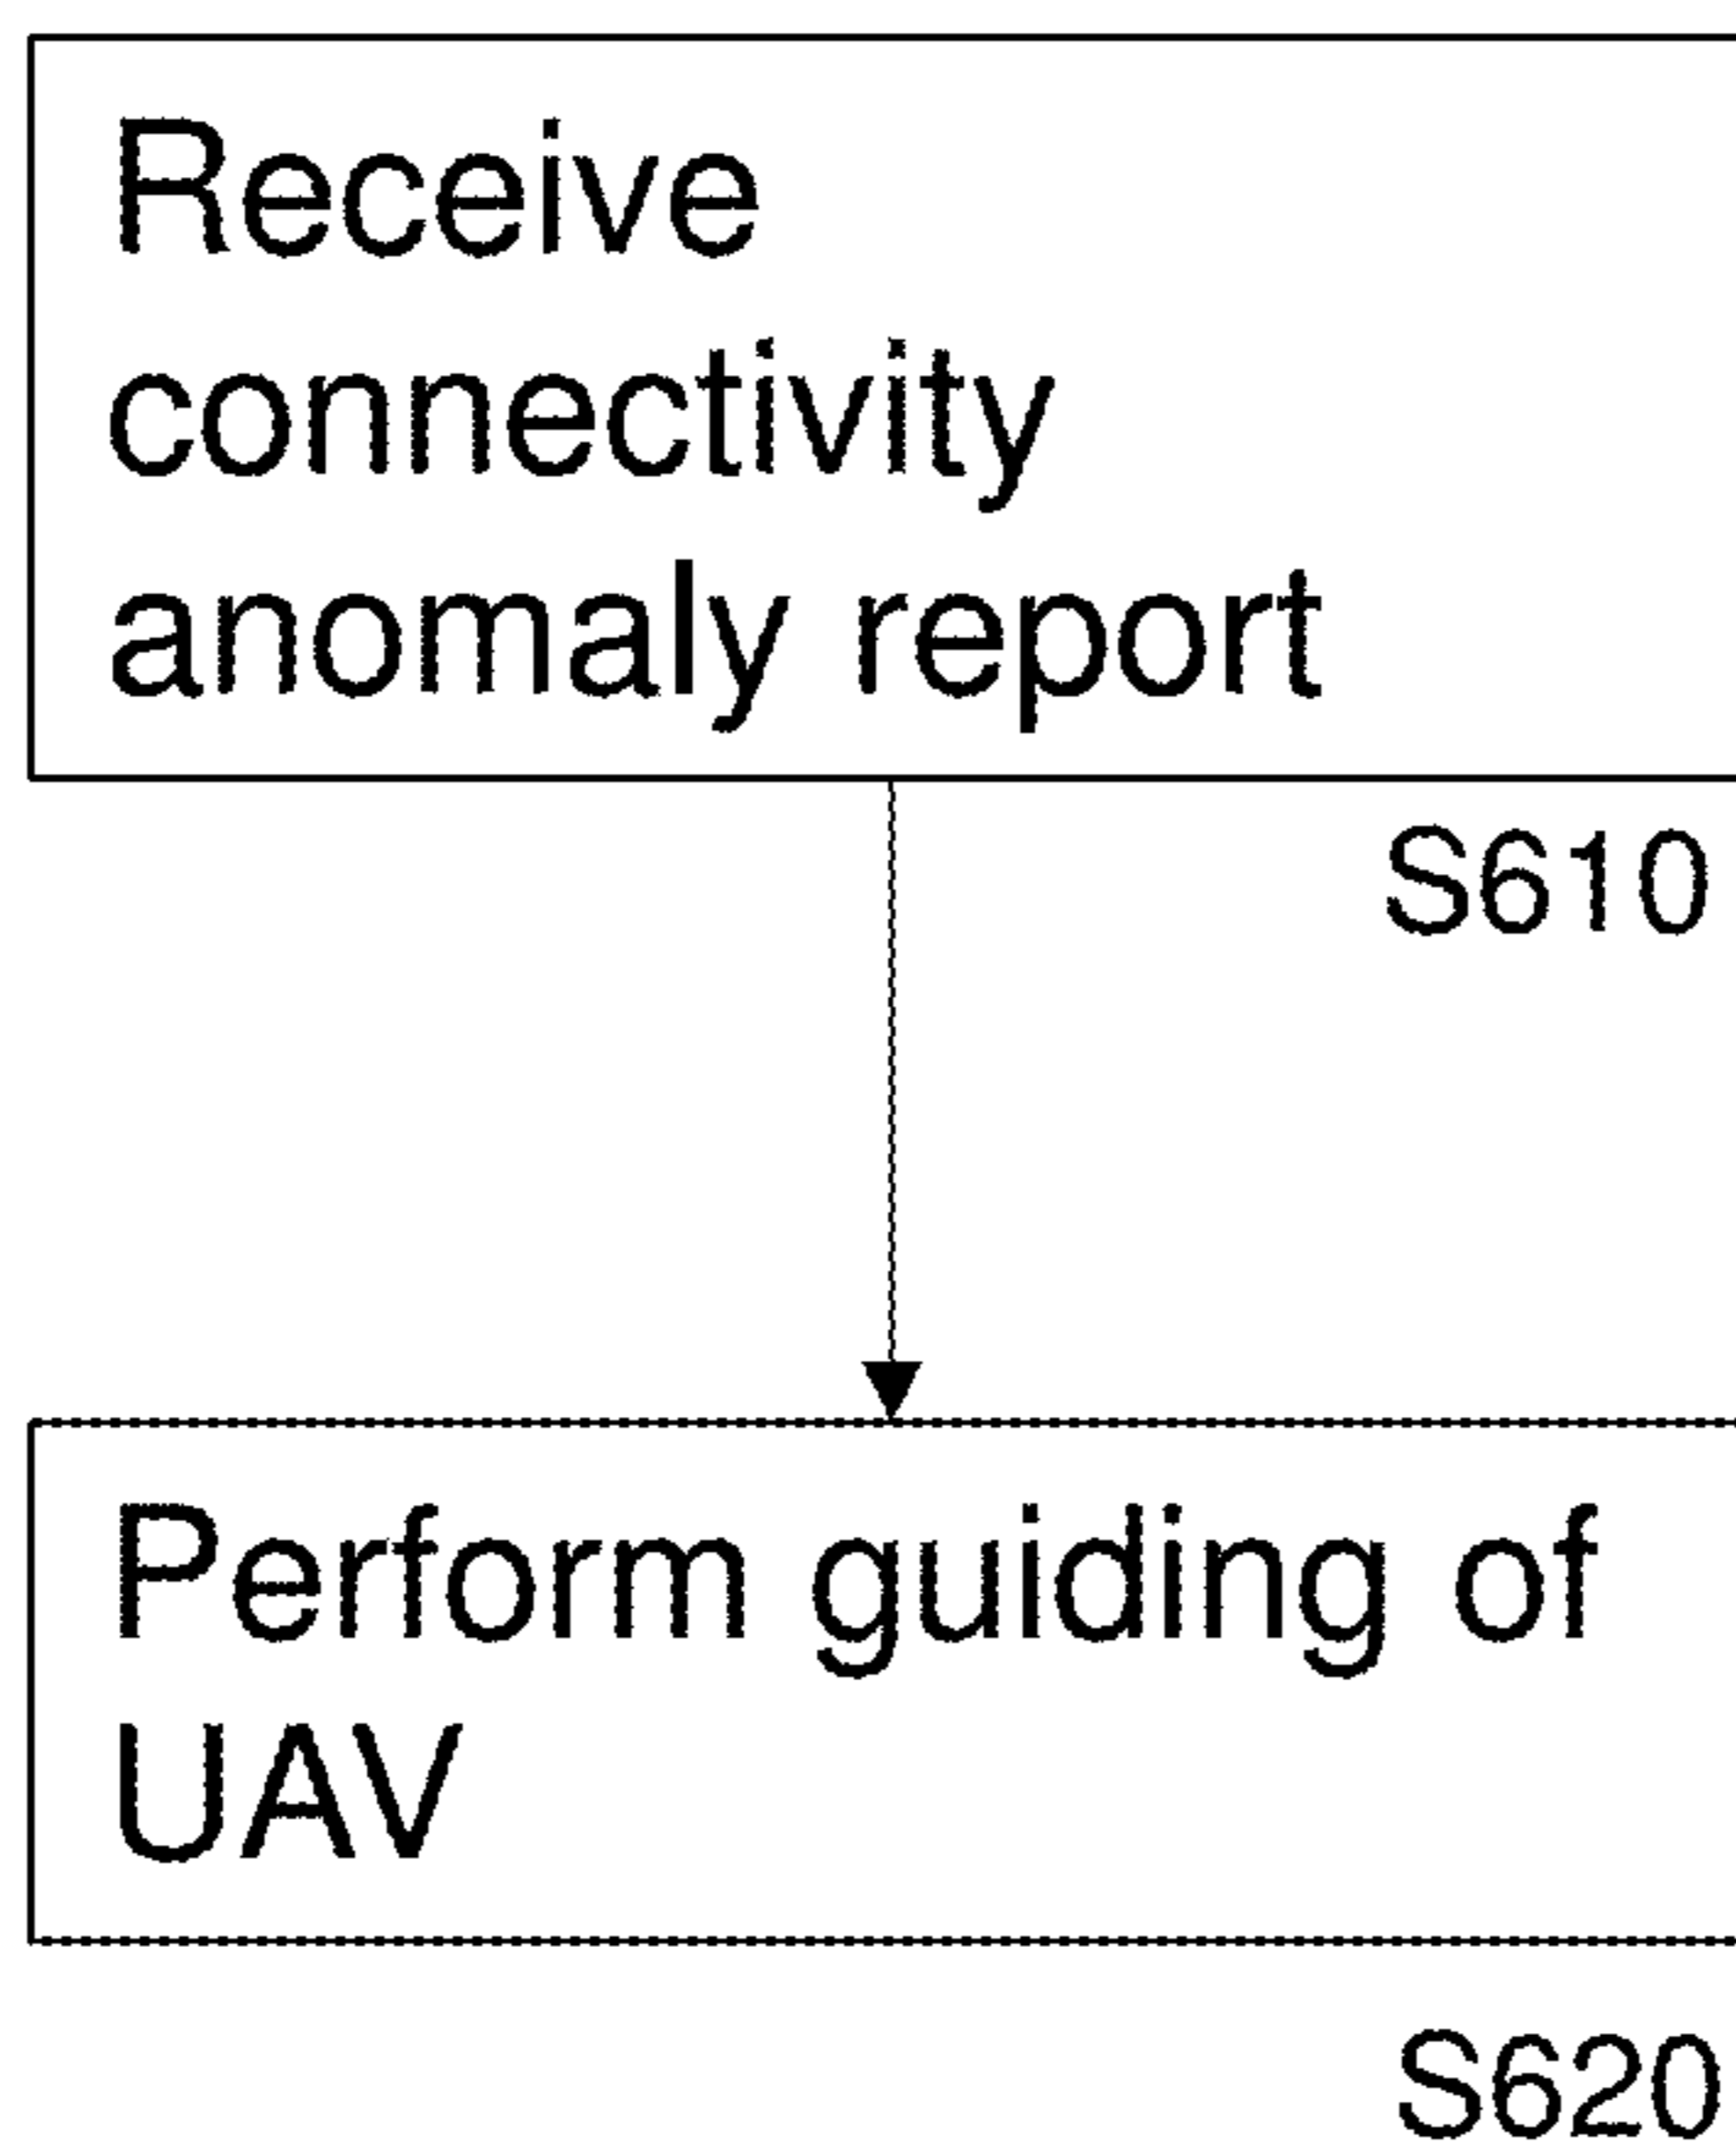 Receive
connectivity
anomaly report
S610
Perform guiding of
UAV
S620